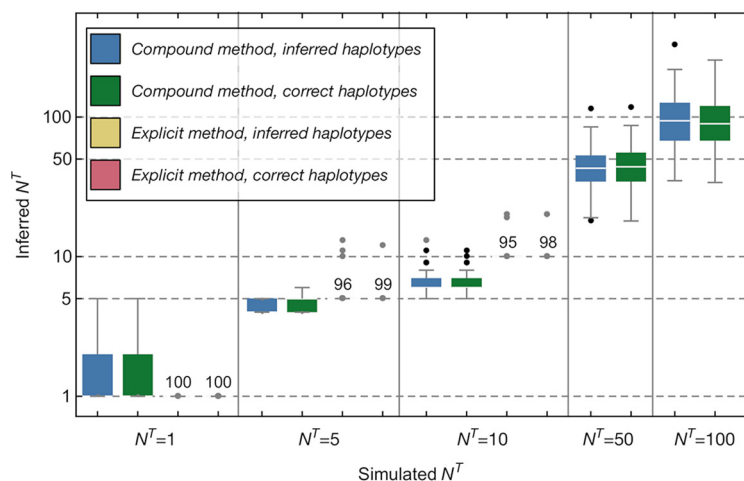 Compound method, inferred haplotypes
Compound method, correct haplotypes
Explicit method, inferred haplotypes
Explicit method, correct haplotypes
Inferred N^T
100
50
10
5
1
100 100
96 99
95 98
N^T=1 N^T=5 N^T=10 N^T=50 N^T=100
Simulated N^T